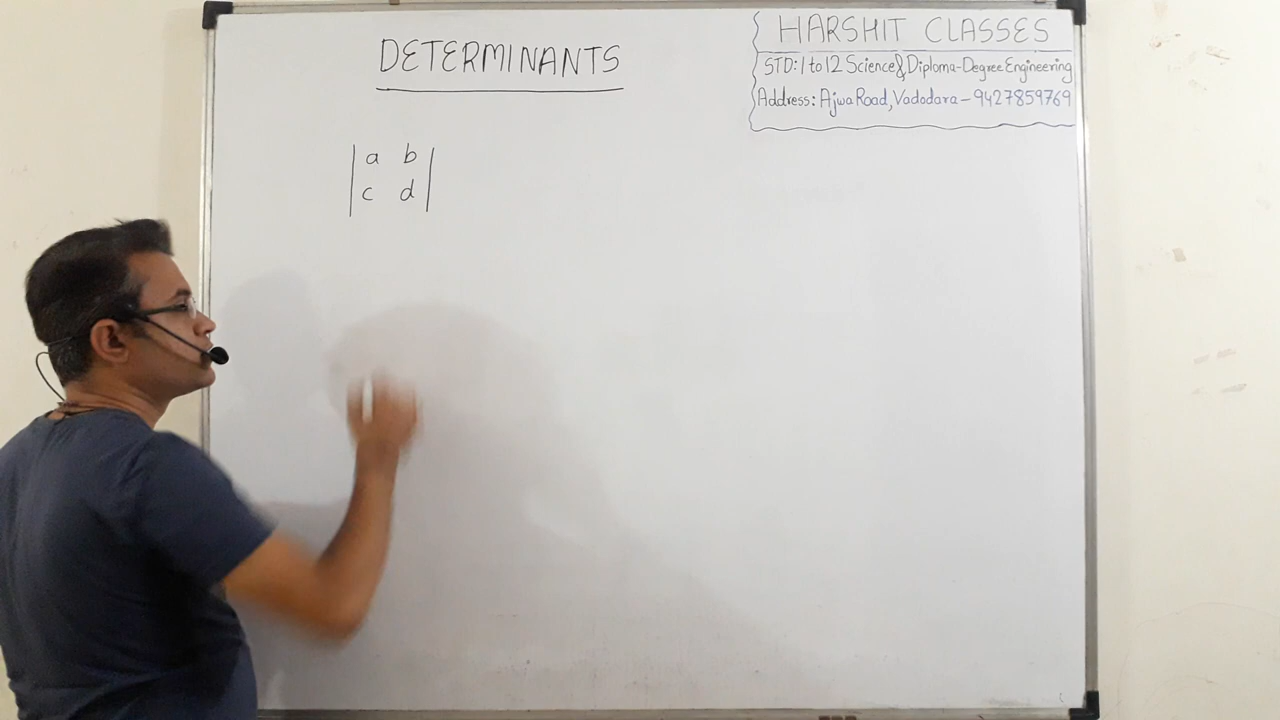 DETERMINANTS
HARSHIT CLASSES
STD: 1 to 12 Science & Diploma-Degree Engineering
Address: Ajwa Road, Vadodara - 9427859769
| a b |
| c d |